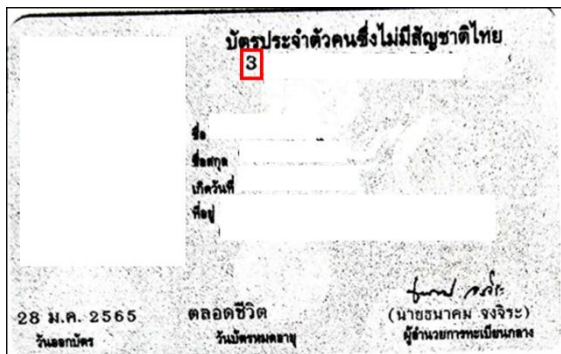 บัตรประจำตัวคนซึ่งไม่มีสัญชาติไทย
3
ชื่อ
ชื่อสกุล
เกิดวันที่
ที่อยู่
28 ม.ค. 2565
วันออกบัตร
ตลอดชีวิต
วันบัตรหมดอายุ
(นายธนาคม จงจิระ)
ผู้อำนวยการทะเบียนกลาง